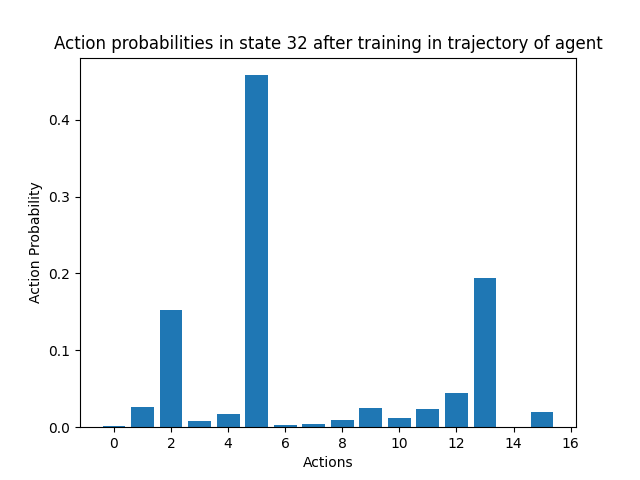 Action probabilities in state 32 after training in trajectory of agent
0.4
0.3
0.2
0.1
0.0
Action Probability
0 2 4 6 8 10 12 14 16
Actions